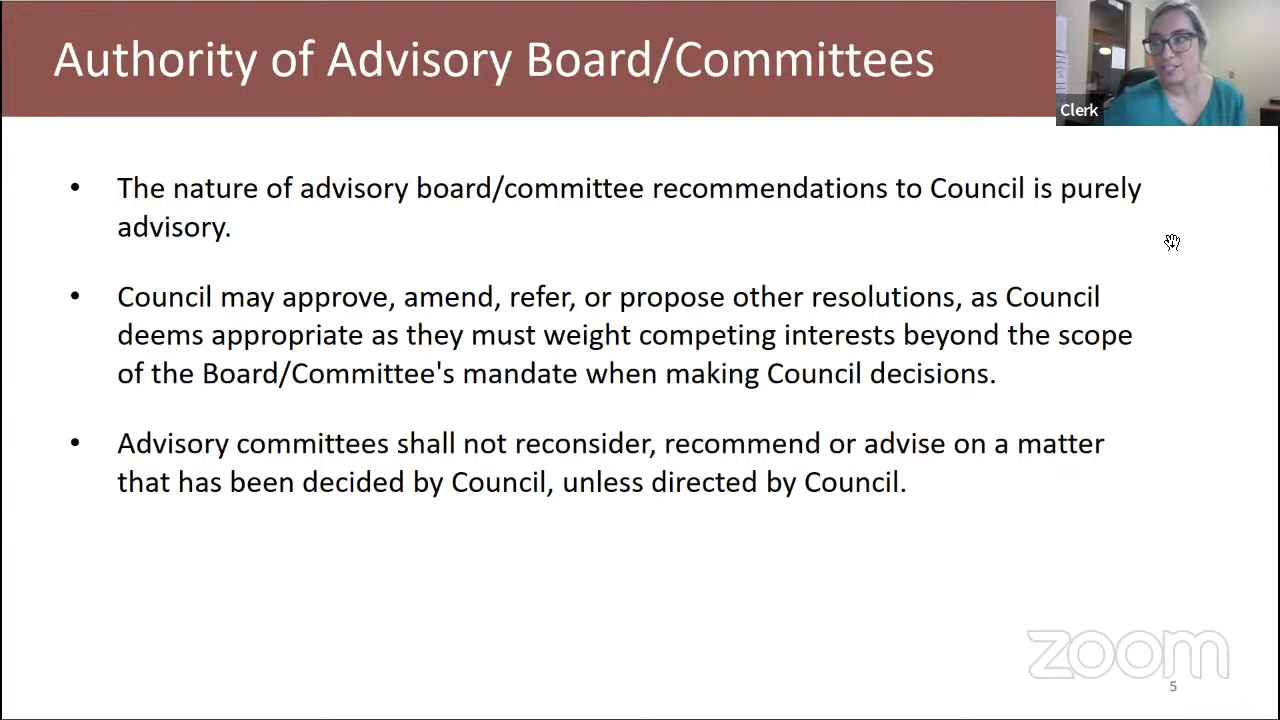 Authority of Advisory Board/Committees
Clerk
• The nature of advisory board/committee recommendations to Council is purely
advisory.
• Council may approve, amend, refer, or propose other resolutions, as Council
deems appropriate as they must weight competing interests beyond the scope
of the Board/Committee's mandate when making Council decisions.
• Advisory committees shall not reconsider, recommend or advise on a matter
that has been decided by Council, unless directed by Council.
zoom
5